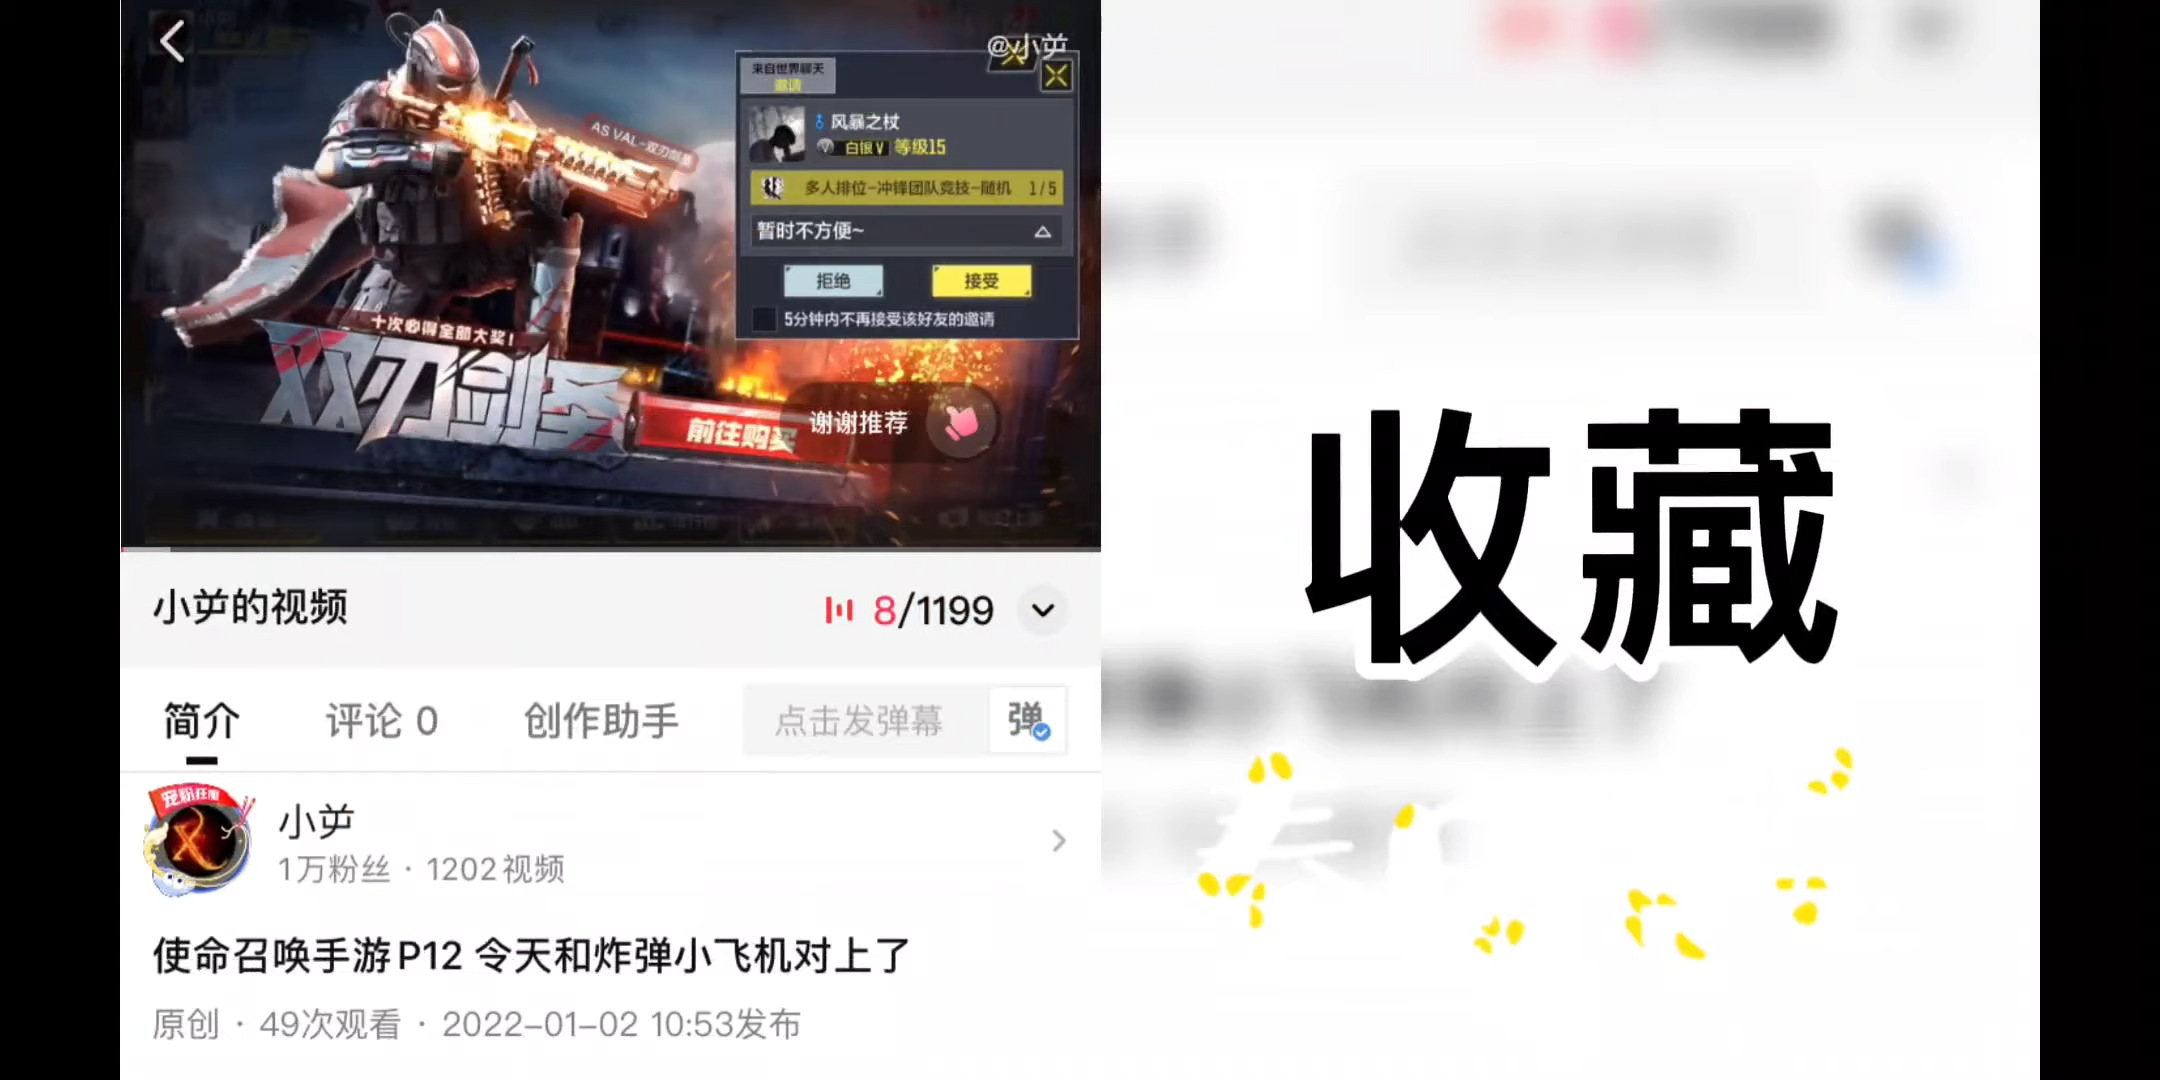 @小屰
来自世界聊天
邀请
风暴之杖
白银V 等级15
多人排位-冲锋团队竞技-随机 1/5
暂时不方便~
拒绝
接受
5分钟内不再接受该好友的邀请
AS VAL-双刃剑圣
十次必得全部大奖!
双刃剑圣
前往购买
谢谢推荐
小屰的视频
8/1199
简介
评论 0
创作助手
点击发弹幕
弹
宠粉狂魔
小屰
1万粉丝 · 1202视频
使命召唤手游P12 令天和炸弹小飞机对上了
原创 · 49次观看 · 2022-01-02 10:53发布
收藏